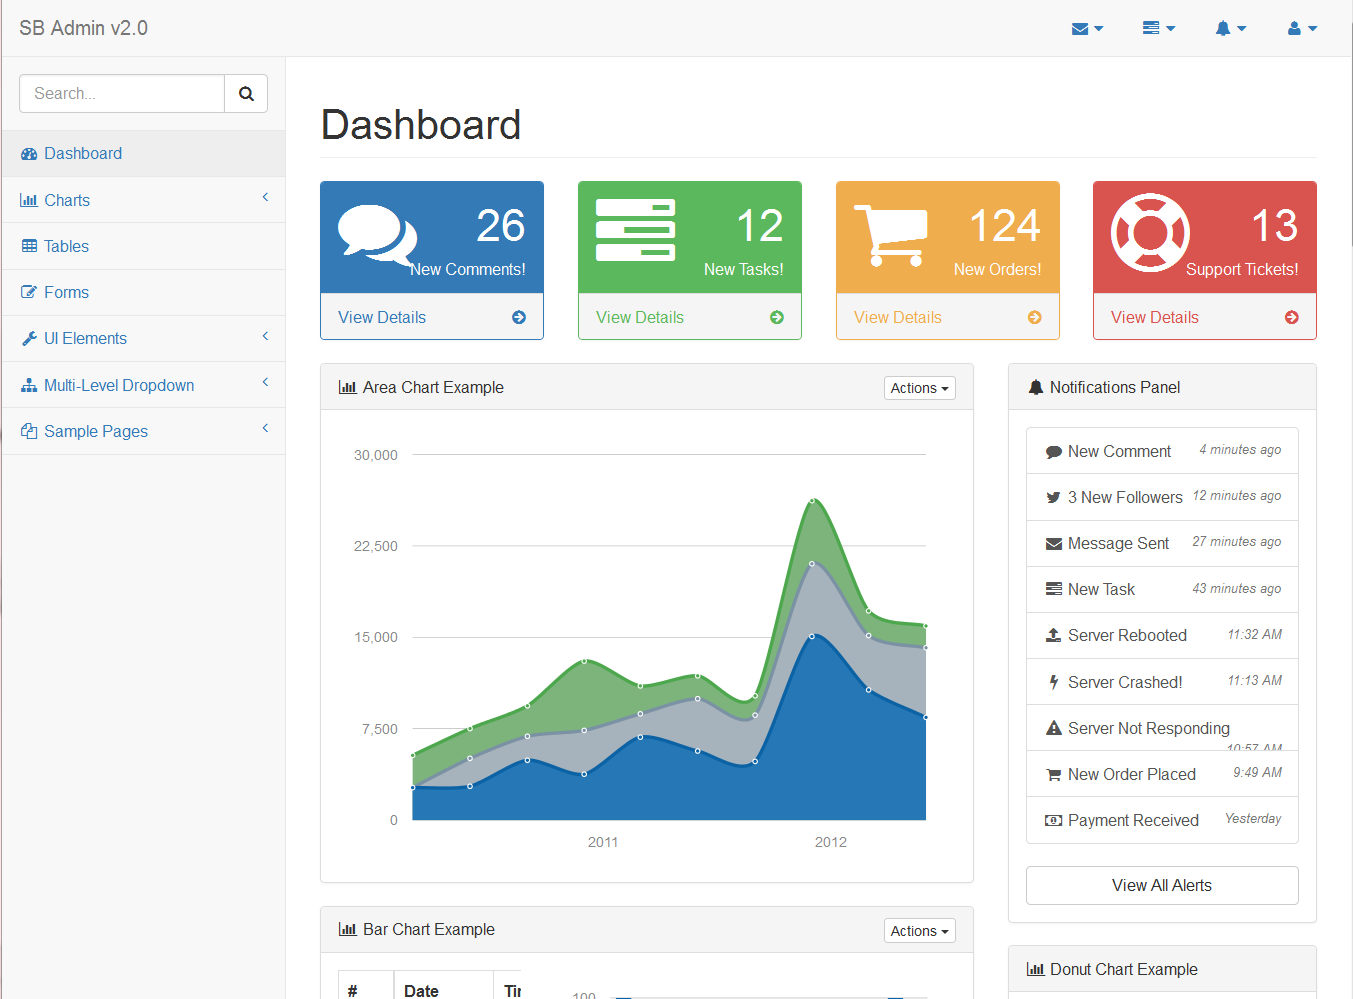 SB Admin v2.0
Search...
Dashboard
Charts
Tables
Forms
UI Elements
Multi-Level Dropdown
Sample Pages
Dashboard
26
New Comments!
View Details
12
New Tasks!
View Details
124
New Orders!
View Details
13
Support Tickets!
View Details
Area Chart Example
Actions
30,000
22,500
15,000
7,500
0
2011
2012
Notifications Panel
New Comment 4 minutes ago
3 New Followers 12 minutes ago
Message Sent 27 minutes ago
New Task 43 minutes ago
Server Rebooted 11:32 AM
Server Crashed! 11:13 AM
Server Not Responding
10:57 AM
New Order Placed 9:49 AM
Payment Received Yesterday
View All Alerts
Bar Chart Example
Actions
# Date
100
Donut Chart Example